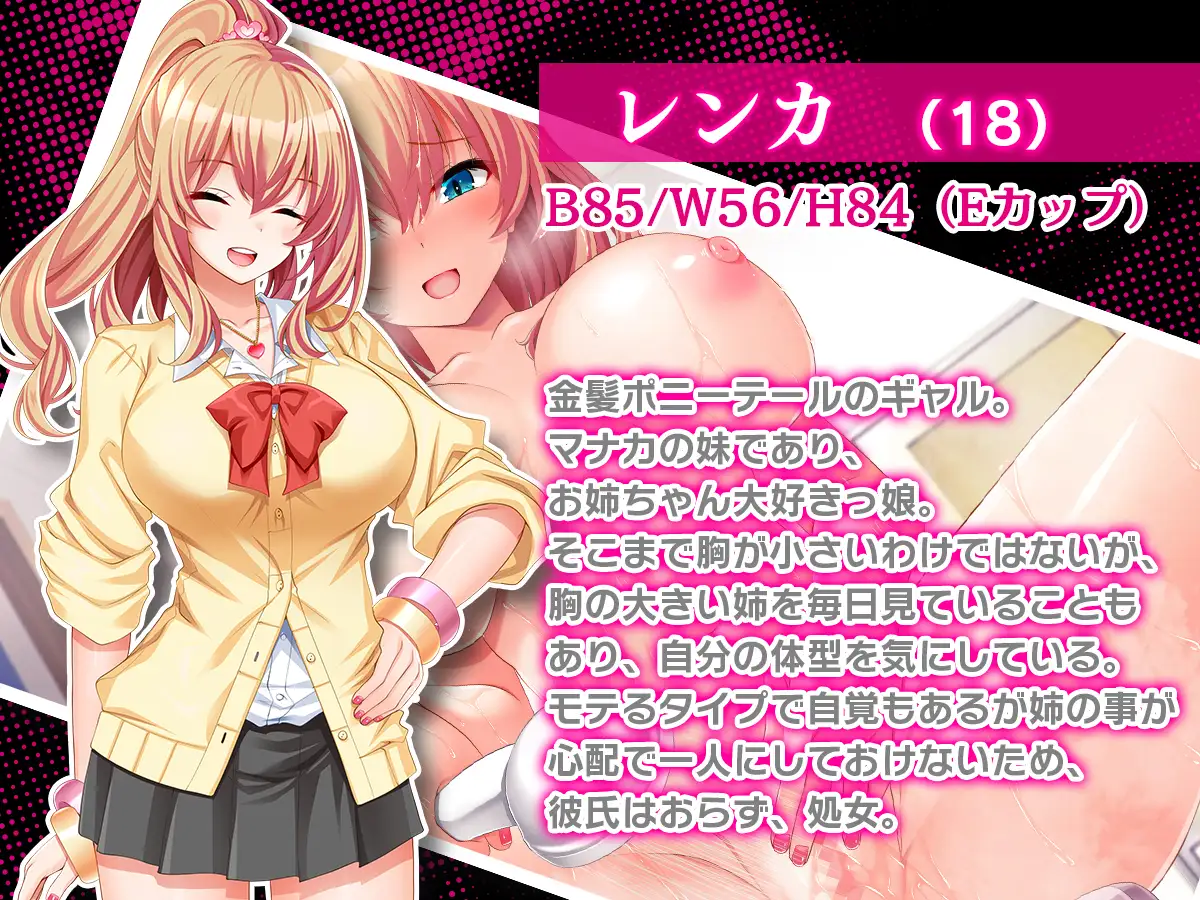 レンカ （18）
B85/W56/H84（Eカップ）
金髪ポニーテールのギャル。
マナカの妹であり、
お姉ちゃん大好きっ娘。
そこまで胸が小さいわけではないが、
胸の大きい姉を毎日見ていることも
あり、自分の体型を気にしている。
モテるタイプで自覚もあるが姉の事が
心配で一人にしておけないため、
彼氏はおらず、処女。